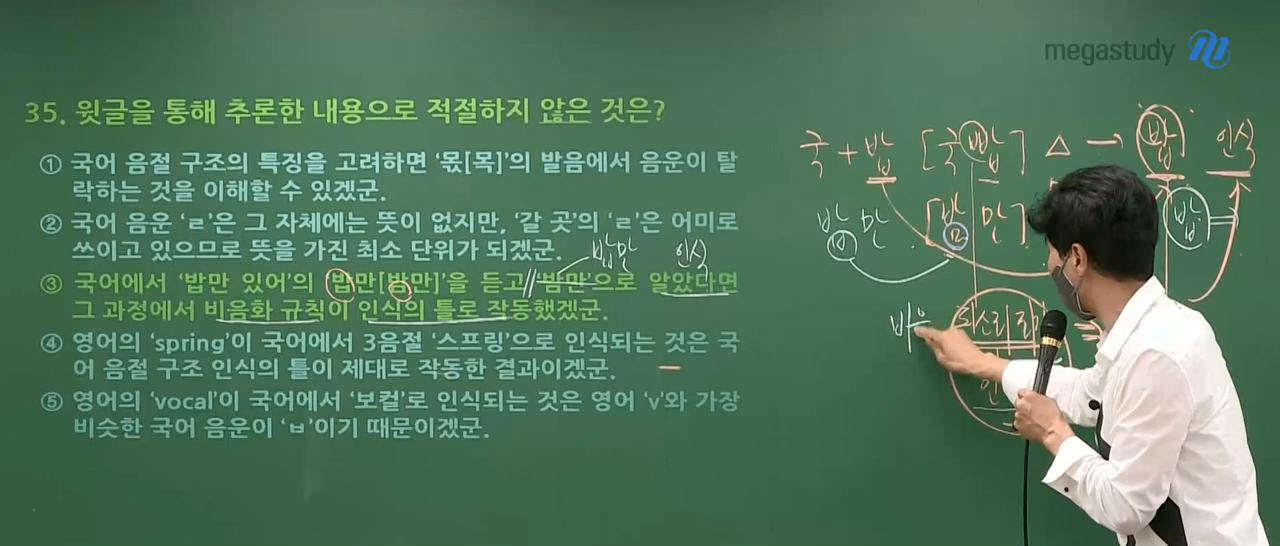 megastudy
35. 윗글을 통해 추론한 내용으로 적절하지 않은 것은?
① 국어 음절 구조의 특징을 고려하면 ‘몫[목]’의 발음에서 음운이 탈
락하는 것을 이해할 수 있겠군.
② 국어 음운 ‘ㄹ’은 그 자체에는 뜻이 없지만, ‘갈 곳’의 ‘ㄹ’은 어미로
쓰이고 있으므로 뜻을 가진 최소 단위가 되겠군.
밥만 인식
③ 국어에서 ‘밥만 있어’의 ‘밥만[밤만]’을 듣고 ‘밤만’으로 알았다면
그 과정에서 비음화 규칙이 인식의 틀로 작동했겠군.
④ 영어의 ‘spring’이 국어에서 3음절 ‘스프링’으로 인식되는 것은 국
어 음절 구조 인식의 틀이 제대로 작동한 결과이겠군.
⑤ 영어의 ‘vocal’이 국어에서 ‘보컬’로 인식되는 것은 영어 ‘v’와 가장
비슷한 국어 음운이 ‘ㅂ’이기 때문이겠군.
국+밥 [국빱] △ → 밥 인식
밥만 [밤만] 밥
비음